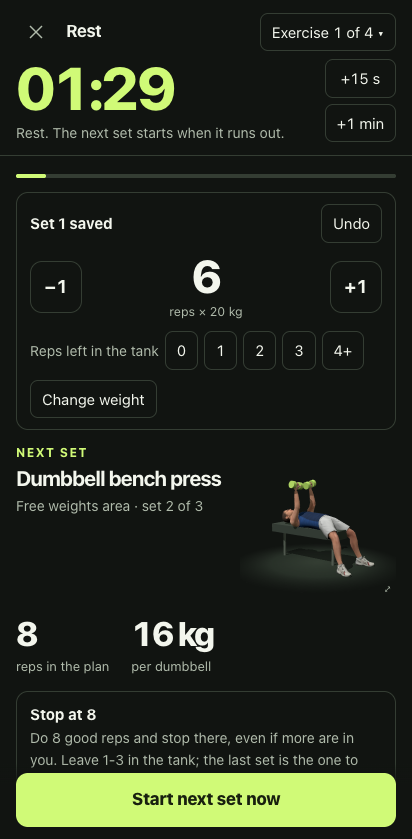 Rest
Exercise 1 of 4 ▾
01:29
+15 s
Rest. The next set starts when it runs out.
+1 min
Set 1 saved
Undo
−1
6
+1
reps × 20 kg
Reps left in the tank
0
1
2
3
4+
Change weight
NEXT SET
Dumbbell bench press
Free weights area · set 2 of 3
8
16 kg
reps in the plan
per dumbbell
Stop at 8
Do 8 good reps and stop there, even if more are in
you. Leave 1-3 in the tank; the last set is the one to
Start next set now